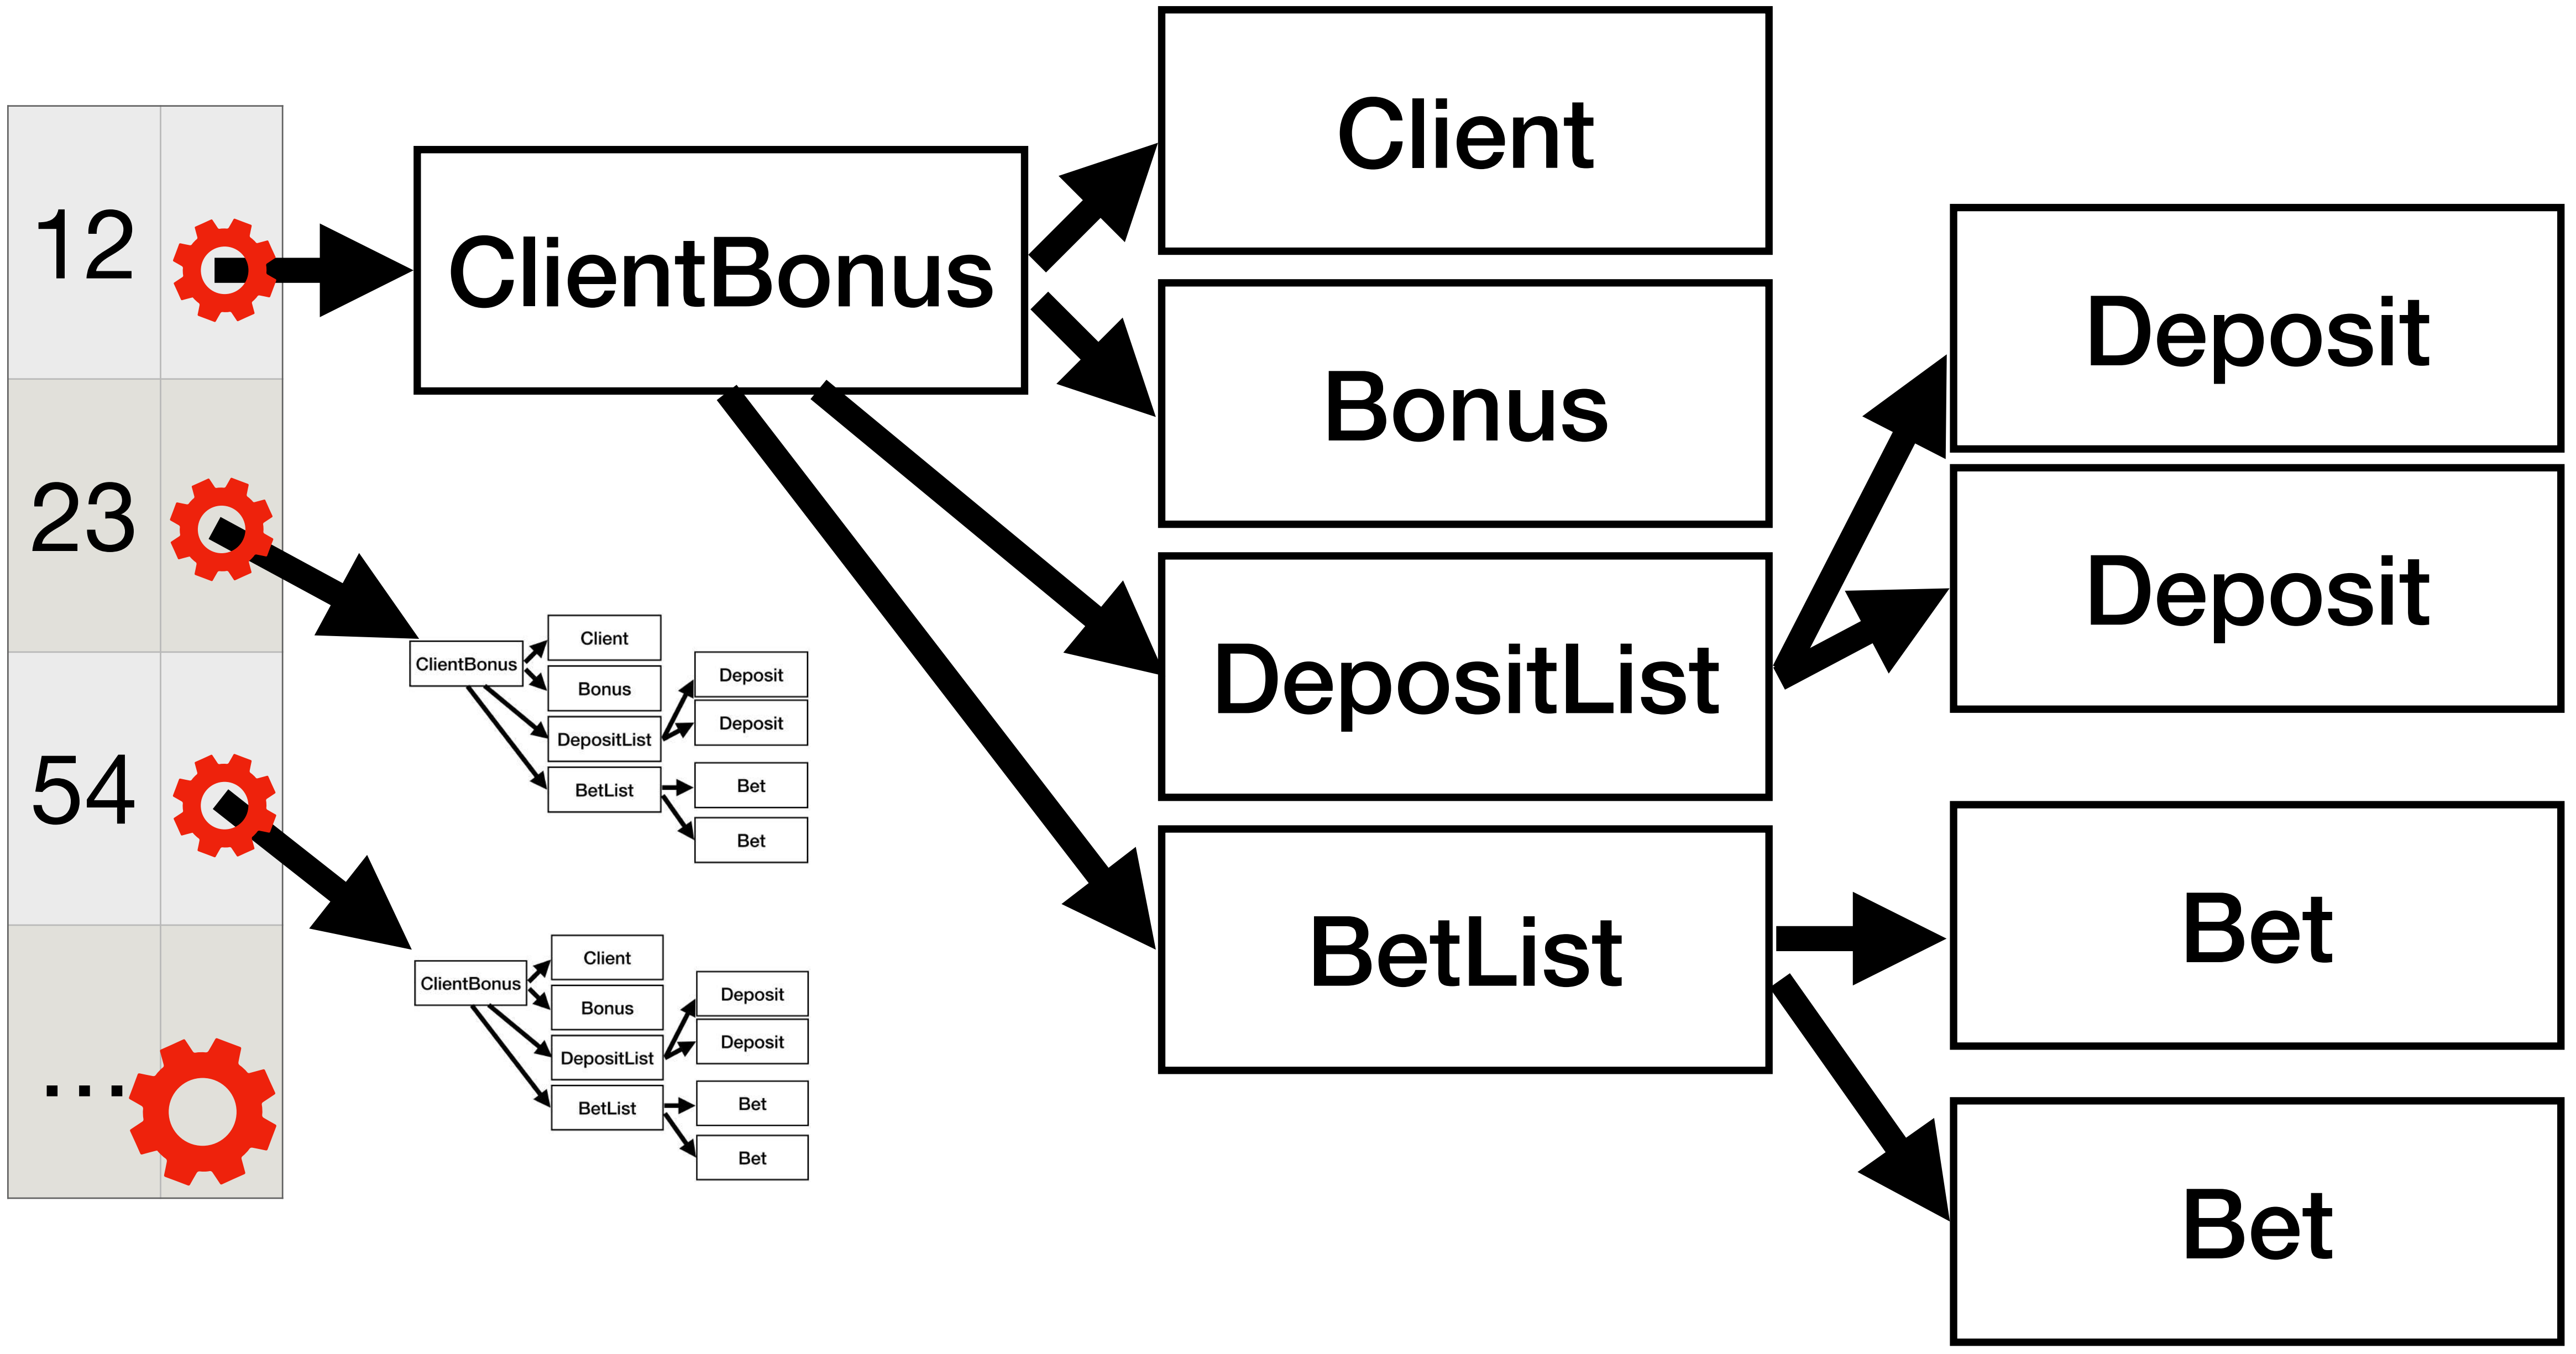 12
23
54
...
ClientBonus
Client
Bonus
DepositList
BetList
Deposit
Deposit
Bet
Bet
ClientBonus
Client
Bonus
DepositList
BetList
Deposit
Deposit
Bet
Bet
ClientBonus
Client
Bonus
DepositList
BetList
Deposit
Deposit
Bet
Bet